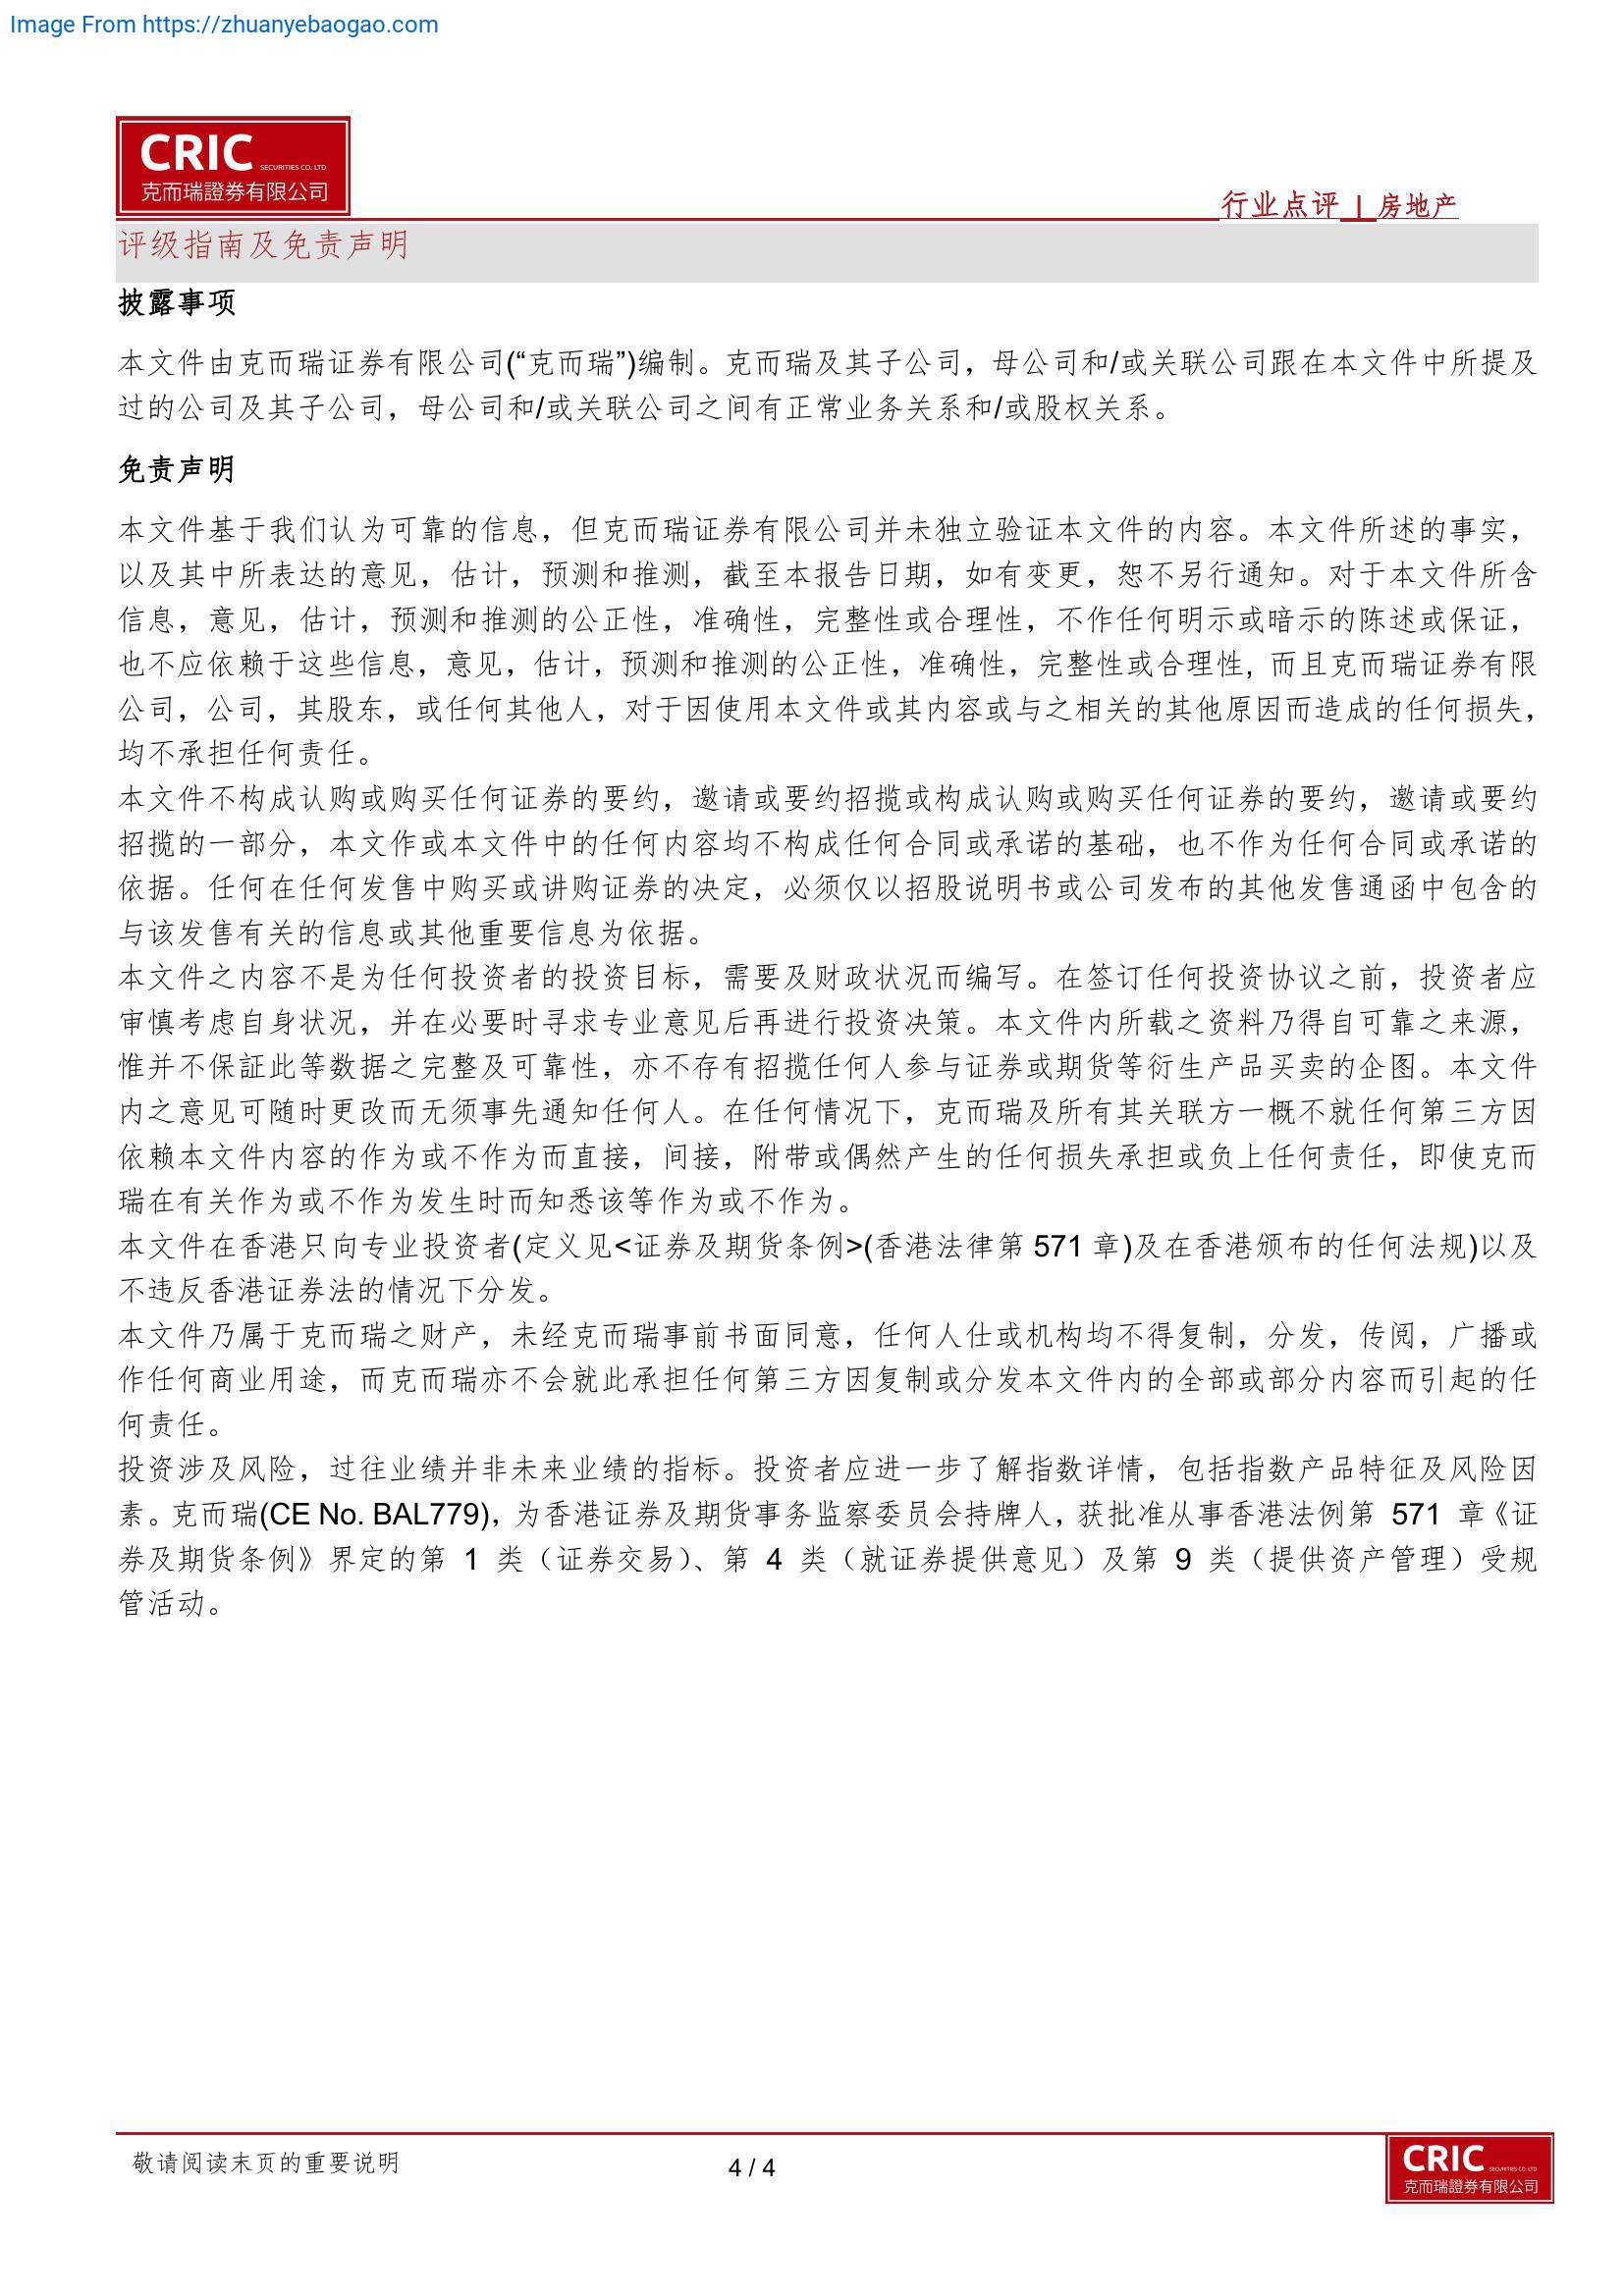 Image From https://zhuanyebaogao.com
CRIC SECURITIES CO. LTD
克而瑞證券有限公司
行业点评 | 房地产
评级指南及免责声明
披露事项
本文件由克而瑞证券有限公司(“克而瑞”)编制。克而瑞及其子公司，母公司和/或关联公司跟在本文件中所提及
过的公司及其子公司，母公司和/或关联公司之间有正常业务关系和/或股权关系。
免责声明
本文件基于我们认为可靠的信息，但克而瑞证券有限公司并未独立验证本文件的内容。本文件所述的事实，
以及其中所表达的意见，估计，预测和推测，截至本报告日期，如有变更，恕不另行通知。对于本文件所含
信息，意见，估计，预测和推测的公正性，准确性，完整性或合理性，不作任何明示或暗示的陈述或保证，
也不应依赖于这些信息，意见，估计，预测和推测的公正性，准确性，完整性或合理性, 而且克而瑞证券有限
公司，公司，其股东，或任何其他人，对于因使用本文件或其内容或与之相关的其他原因而造成的任何损失，
均不承担任何责任。
本文件不构成认购或购买任何证券的要约，邀请或要约招揽或构成认购或购买任何证券的要约，邀请或要约
招揽的一部分，本文作或本文件中的任何内容均不构成任何合同或承诺的基础，也不作为任何合同或承诺的
依据。任何在任何发售中购买或讲购证券的决定，必须仅以招股说明书或公司发布的其他发售通函中包含的
与该发售有关的信息或其他重要信息为依据。
本文件之内容不是为任何投资者的投资目标，需要及财政状况而编写。在签订任何投资协议之前，投资者应
审慎考虑自身状况，并在必要时寻求专业意见后再进行投资决策。本文件内所载之资料乃得自可靠之来源，
惟并不保証此等数据之完整及可靠性，亦不存有招揽任何人参与证券或期货等衍生产品买卖的企图。本文件
内之意见可随时更改而无须事先通知任何人。在任何情况下，克而瑞及所有其关联方一概不就任何第三方因
依赖本文件内容的作为或不作为而直接，间接，附带或偶然产生的任何损失承担或负上任何责任，即使克而
瑞在有关作为或不作为发生时而知悉该等作为或不作为。
本文件在香港只向专业投资者(定义见<证券及期货条例>(香港法律第 571 章)及在香港颁布的任何法规)以及
不违反香港证券法的情况下分发。
本文件乃属于克而瑞之财产，未经克而瑞事前书面同意，任何人仕或机构均不得复制，分发，传阅，广播或
作任何商业用途，而克而瑞亦不会就此承担任何第三方因复制或分发本文件内的全部或部分内容而引起的任
何责任。
投资涉及风险，过往业绩并非未来业绩的指标。投资者应进一步了解指数详情，包括指数产品特征及风险因
素。克而瑞(CE No. BAL779)，为香港证券及期货事务监察委员会持牌人，获批准从事香港法例第 571 章《证
券及期货条例》界定的第 1 类（证券交易）、第 4 类（就证券提供意见）及第 9 类（提供资产管理）受规
管活动。
敬请阅读末页的重要说明
4 / 4
CRIC SECURITIES CO. LTD
克而瑞證券有限公司